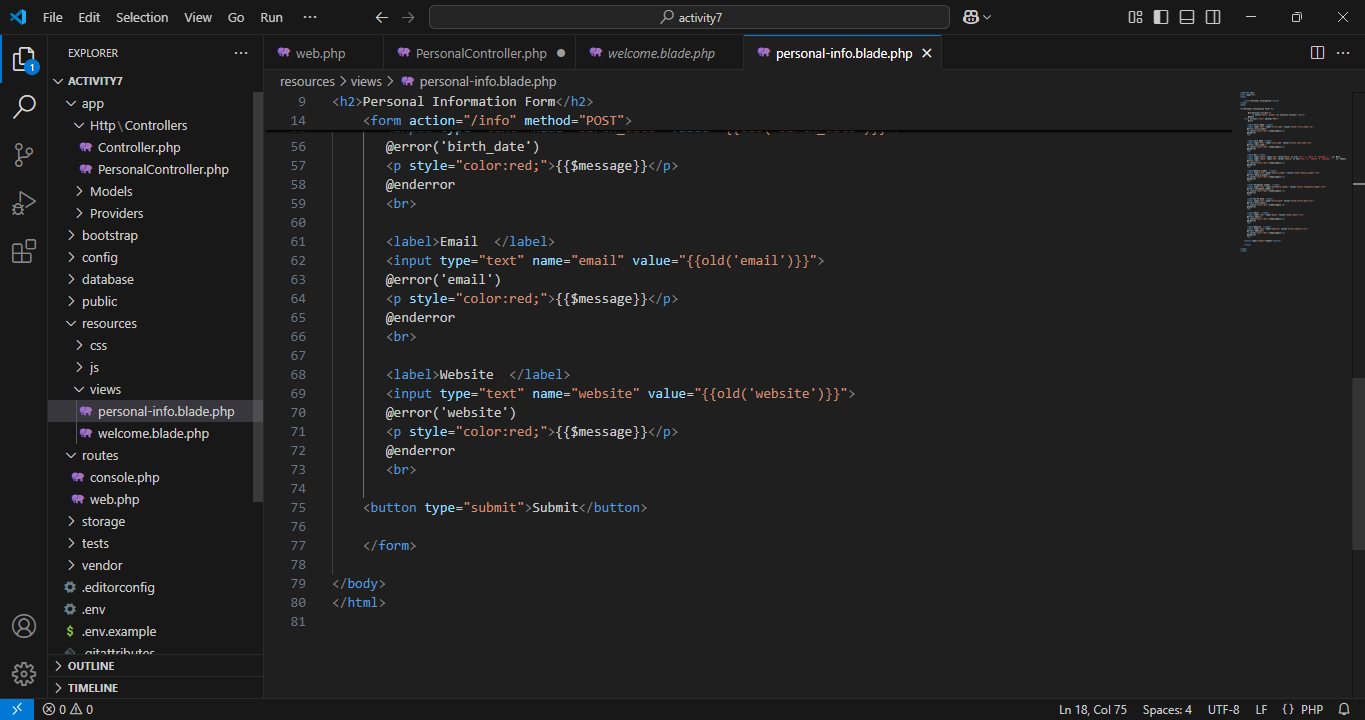 File Edit Selection View Go Run ··· activity7
EXPLORER ···
ACTIVITY7
app
Http\Controllers
Controller.php
PersonalController.php
Models
Providers
bootstrap
config
database
public
resources
css
js
views
personal-info.blade.php
welcome.blade.php
routes
console.php
web.php
storage
tests
vendor
.editorconfig
.env
$ .env.example
.gitattributes
OUTLINE
TIMELINE
1
web.php PersonalController.php welcome.blade.php personal-info.blade.php
resources > views > personal-info.blade.php
9 <h2>Personal Information Form</h2>
14 <form action="/info" method="POST">
56 @error('birth_date')
57 <p style="color:red;">{{$message}}</p>
58 @enderror
59 <br>
60
61 <label>Email  </label>
62 <input type="text" name="email" value="{{old('email')}}">
63 @error('email')
64 <p style="color:red;">{{$message}}</p>
65 @enderror
66 <br>
67
68 <label>Website  </label>
69 <input type="text" name="website" value="{{old('website')}}">
70 @error('website')
71 <p style="color:red;">{{$message}}</p>
72 @enderror
73 <br>
74
75 <button type="submit">Submit</button>
76
77 </form>
78
79 </body>
80 </html>
81
0 0 Ln 18, Col 75 Spaces: 4 UTF-8 LF {} PHP